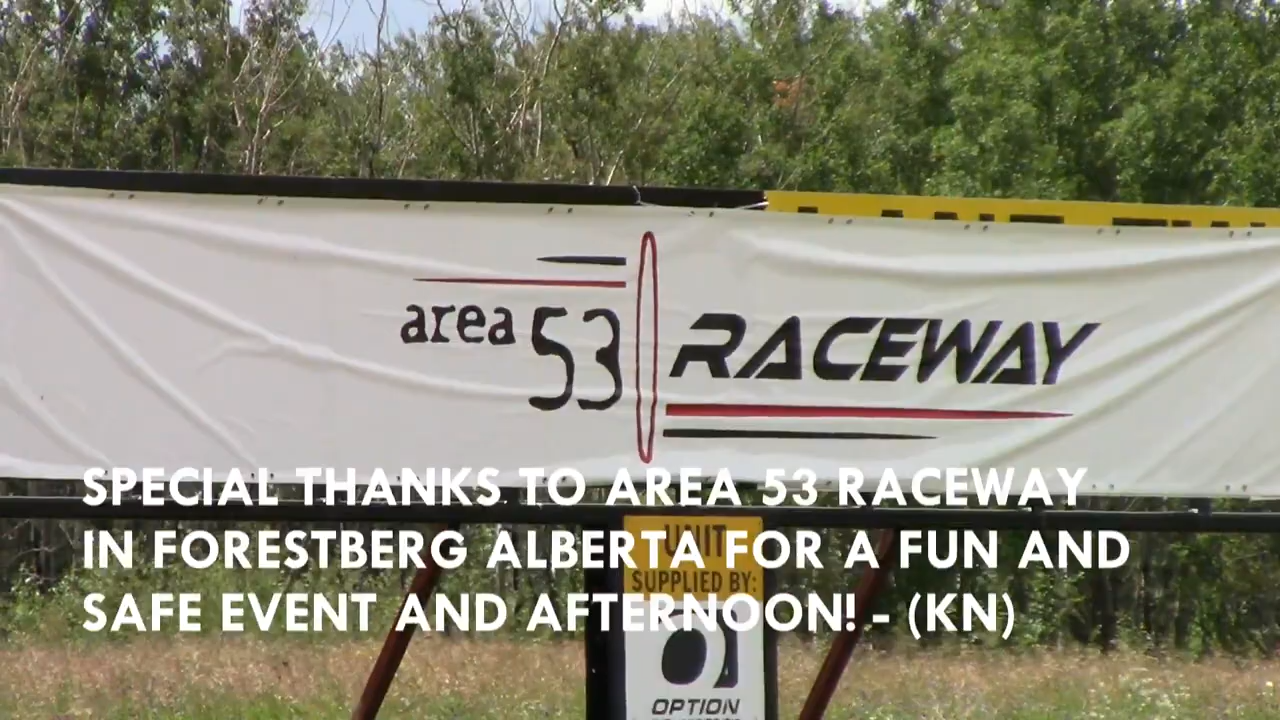 area 53 RACEWAY
SPECIAL THANKS TO AREA 53 RACEWAY
IN FORESTBERG ALBERTA FOR A FUN AND
SAFE EVENT AND AFTERNOON! - (KN)
UNIT
SUPPLIED BY:
OPTION